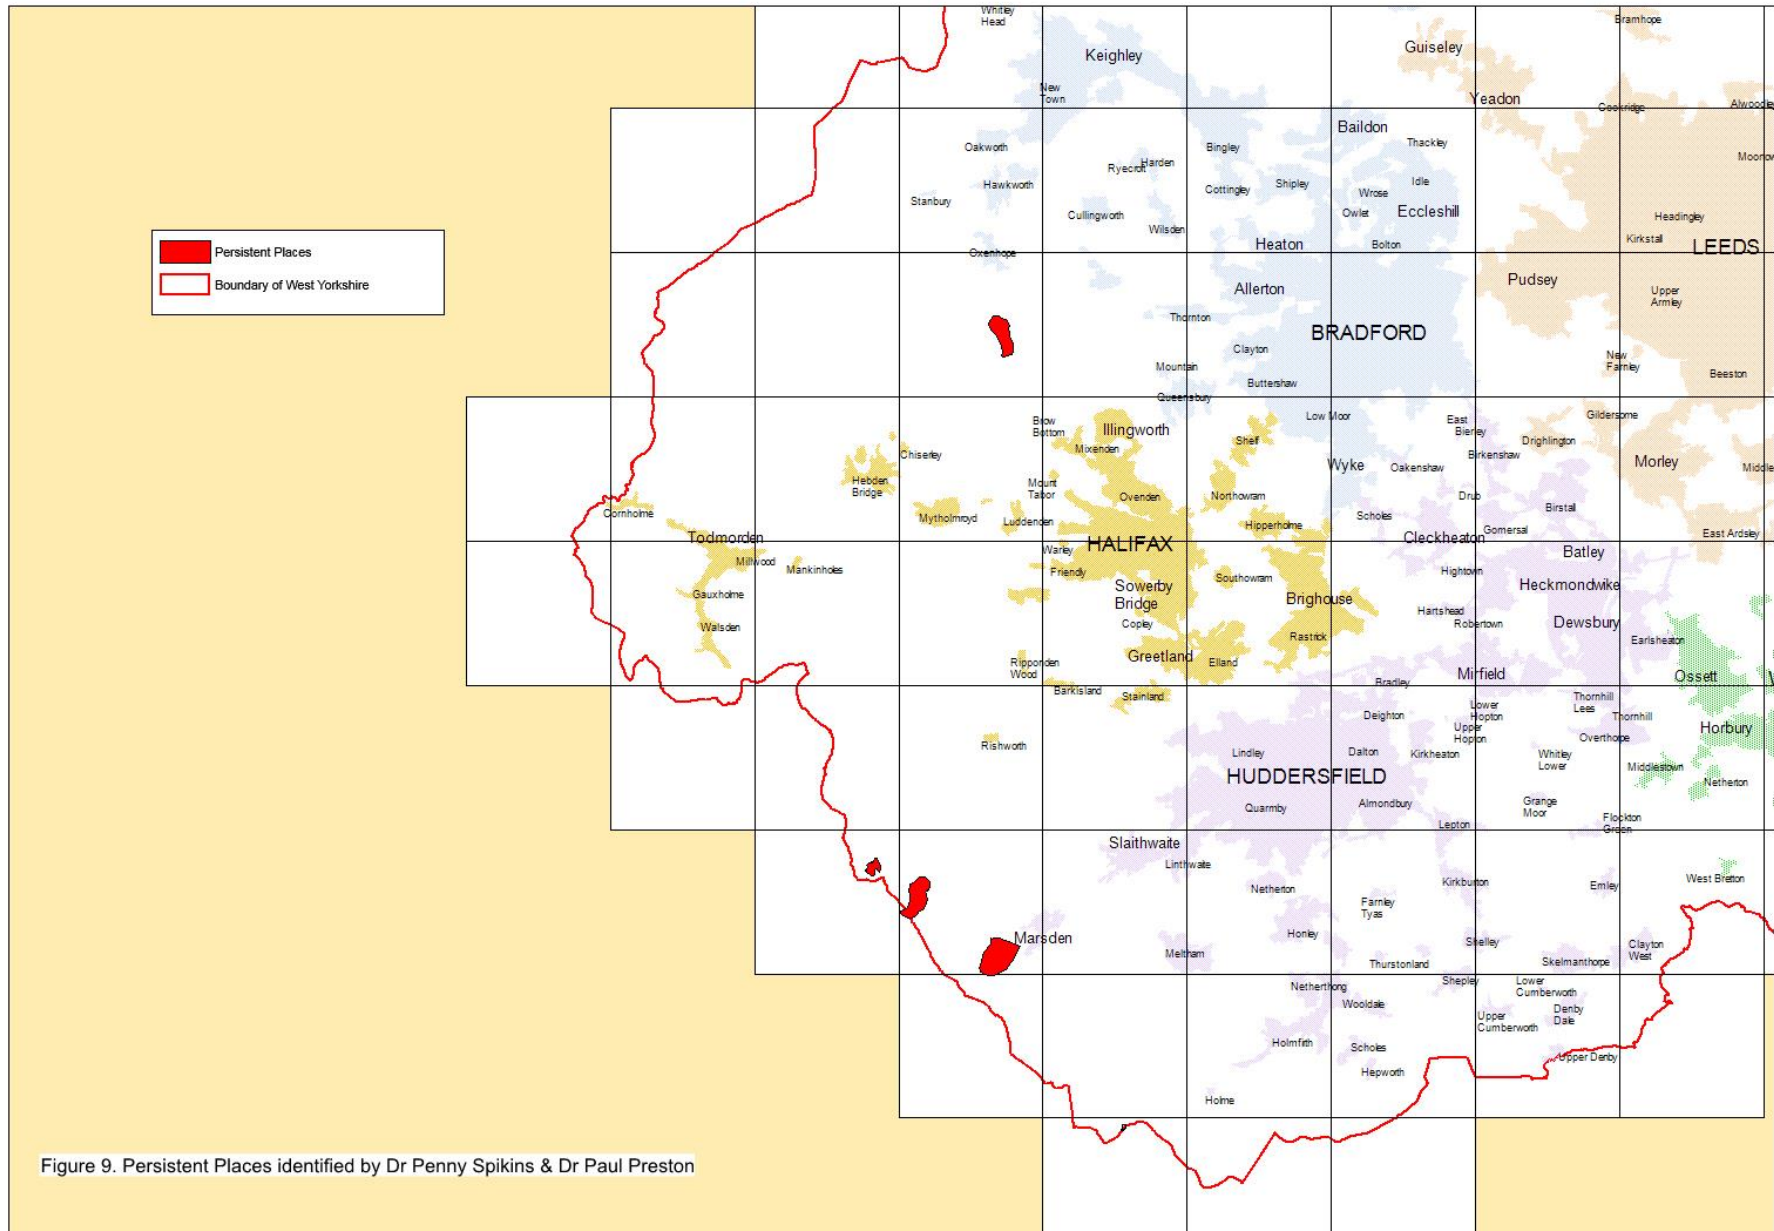 Whitley
Head
Bramhope
Guiseley
Keighley
New
Town
Yeadon
Cookridge
Alwoodley
Baildon
Thackley
Oakworth
Bingley
Ryecroft
Harden
Hawkworth
Cottingley
Shipley
Wrose
Idle
Stanbury
Cullingworth
Owlet
Eccleshill
Headingley
Wilsden
Kirkstall
LEEDS
Heaton
Bolton
Oxenhope
Persistent Places
Boundary of West Yorkshire
Allerton
Pudsey
Upper
Armley
Thornton
BRADFORD
Clayton
Mountain
New
Farnley
Beeston
Buttershaw
Queensbury
Low Moor
East
Bierley
Gildersome
Brow
Bottom
Illingworth
Mixenden
Shelf
Drighlington
Chiserley
Birkenshaw
Wyke
Oakenshaw
Morley
Middle
Hebden
Bridge
Mount
Tabor
Ovenden
Northowram
Drub
Birstall
Cornholme
Mytholmroyd
Luddenden
Hipperholme
Scholes
Gomersal
East Ardsley
Todmorden
HALIFAX
Cleckheaton
Warley
Batley
Millwood
Mankinholes
Friendly
Southowram
Hightown
Heckmondwike
Sowerby
Bridge
Gauxholme
Brighouse
Hartshead
Robertown
Dewsbury
Walsden
Copley
Rastrick
Earlsheaton
Greetland
Elland
Ripponden
Wood
Mirfield
Ossett
Barkisland
Stainland
Bradley
Thornhill
Lees
Deighton
Lower
Hopton
Thornhill
Upper
Hopton
Horbury
Rishworth
Lindley
Dalton
Kirkheaton
Whitley
Lower
Overthorpe
Middlestown
HUDDERSFIELD
Netherton
Quarmby
Almondbury
Grange
Moor
Lepton
Flockton
Green
Slaithwaite
Linthwaite
Netherton
Kirkburton
Emley
West Bretton
Farnley
Tyas
Marsden
Honley
Shelley
Clayton
West
Meltham
Thurstonland
Skelmanthorpe
Netherthong
Shepley
Lower
Cumberworth
Wooldale
Denby
Dale
Upper
Cumberworth
Holmfirth
Scholes
Upper Denby
Hepworth
Holme
Figure 9. Persistent Places identified by Dr Penny Spikins & Dr Paul Preston